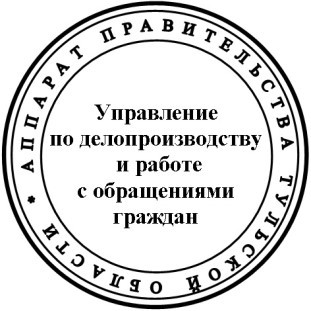 АППАРАТ ПРАВИТЕЛЬСТВА ТУЛЬСКОЙ ОБЛАСТИ *
Управление
по делопроизводству
и работе
с обращениями
граждан